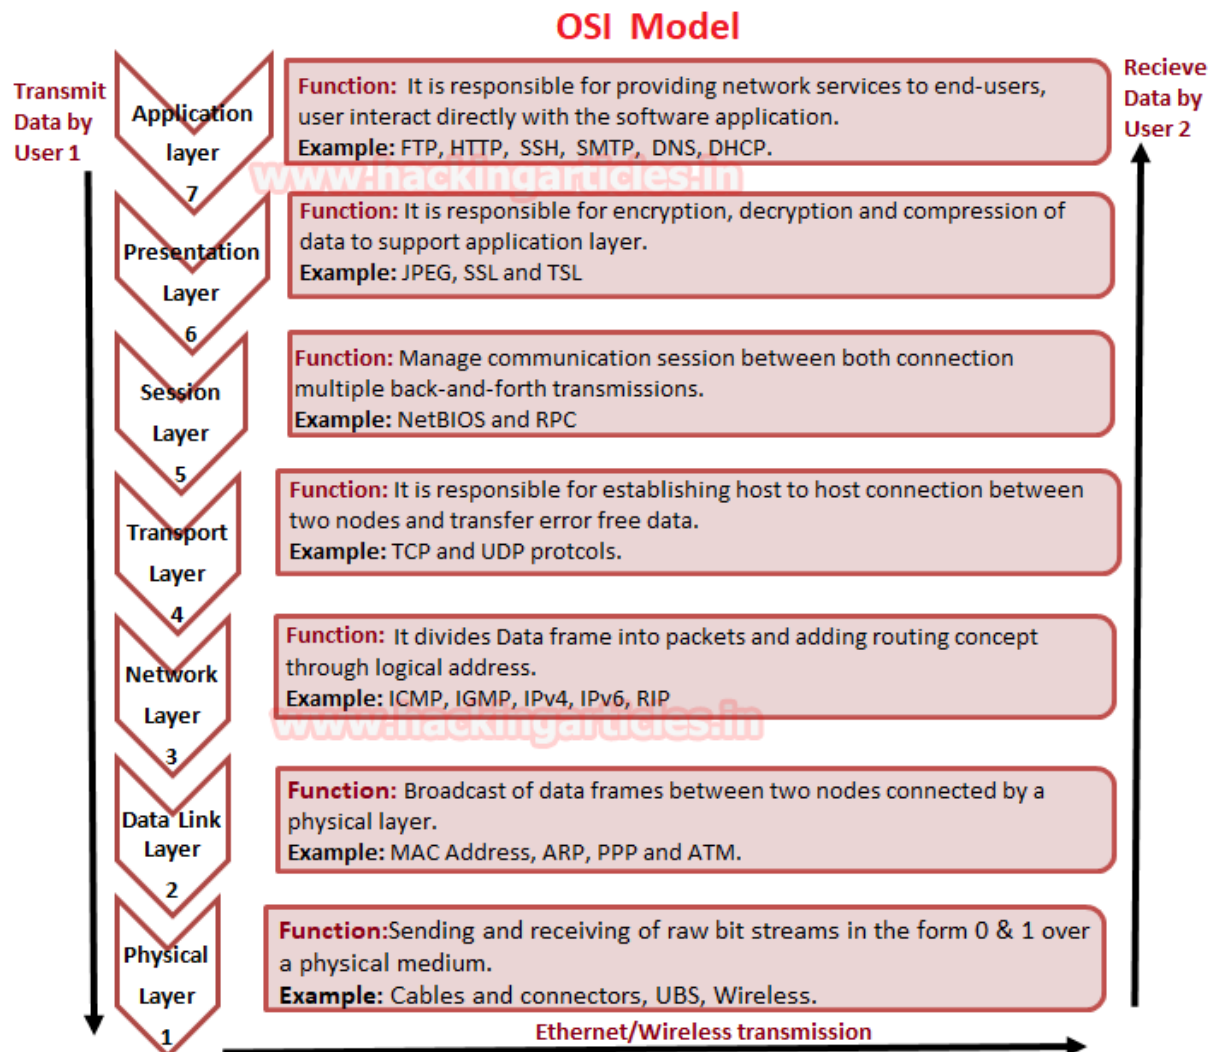 OSI Model
Transmit
Data by
User 1
Recieve
Data by
User 2
Application
layer
7
Function: It is responsible for providing network services to end-users,
user interact directly with the software application.
Example: FTP, HTTP, SSH, SMTP, DNS, DHCP.
www.hackingarticles.in
Presentation
Layer
6
Function: It is responsible for encryption, decryption and compression of
data to support application layer.
Example: JPEG, SSL and TSL
Session
Layer
5
Function: Manage communication session between both connection
multiple back-and-forth transmissions.
Example: NetBIOS and RPC
Transport
Layer
4
Function: It is responsible for establishing host to host connection between
two nodes and transfer error free data.
Example: TCP and UDP protcols.
Network
Layer
3
Function: It divides Data frame into packets and adding routing concept
through logical address.
Example: ICMP, IGMP, IPv4, IPv6, RIP
www.hackingarticles.in
Data Link
Layer
2
Function: Broadcast of data frames between two nodes connected by a
physical layer.
Example: MAC Address, ARP, PPP and ATM.
Physical
Layer
1
Function:Sending and receiving of raw bit streams in the form 0 & 1 over
a physical medium.
Example: Cables and connectors, UBS, Wireless.
Ethernet/Wireless transmission